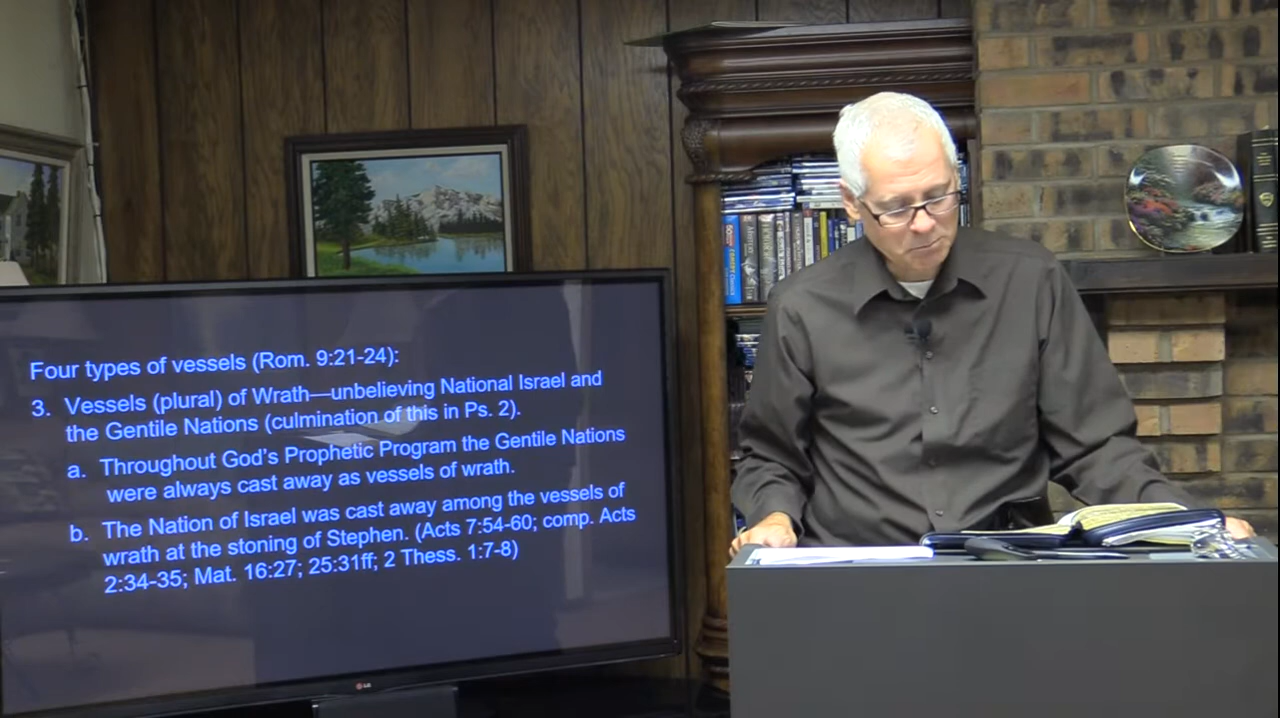 Four types of vessels (Rom. 9:21-24):
3. Vessels (plural) of Wrath—unbelieving National Israel and
the Gentile Nations (culmination of this in Ps. 2).
a. Throughout God's Prophetic Program the Gentile Nations
were always cast away as vessels of wrath.
b. The Nation of Israel was cast away among the vessels of
wrath at the stoning of Stephen. (Acts 7:54-60; comp. Acts
2:34-35; Mat. 16:27; 25:31ff; 2 Thess. 1:7-8)
LG